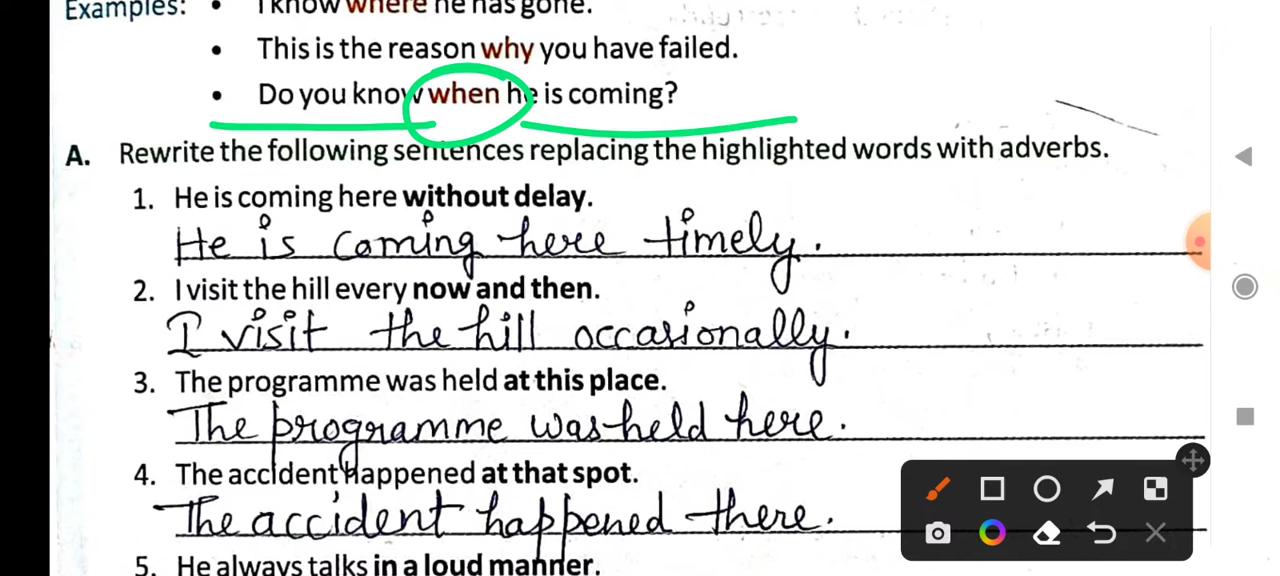 Examples: • I know where he has gone.
• This is the reason why you have failed.
• Do you know when he is coming?
A. Rewrite the following sentences replacing the highlighted words with adverbs.
1. He is coming here without delay.
He is coming here timely.
2. I visit the hill every now and then.
I visit the hill occasionally.
3. The programme was held at this place.
The programme was held here.
4. The accident happened at that spot.
The accident happened there.
5. He always talks in a loud manner.